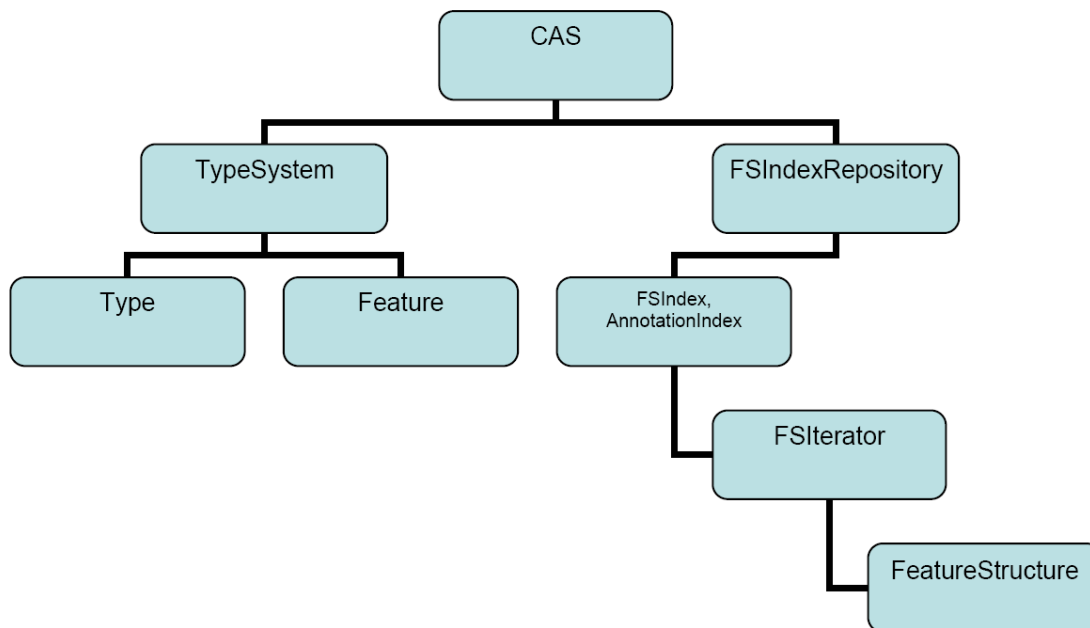 CAS
TypeSystem
FSIndexRepository
Type
Feature
FSIndex,
AnnotationIndex
FSIterator
FeatureStructure